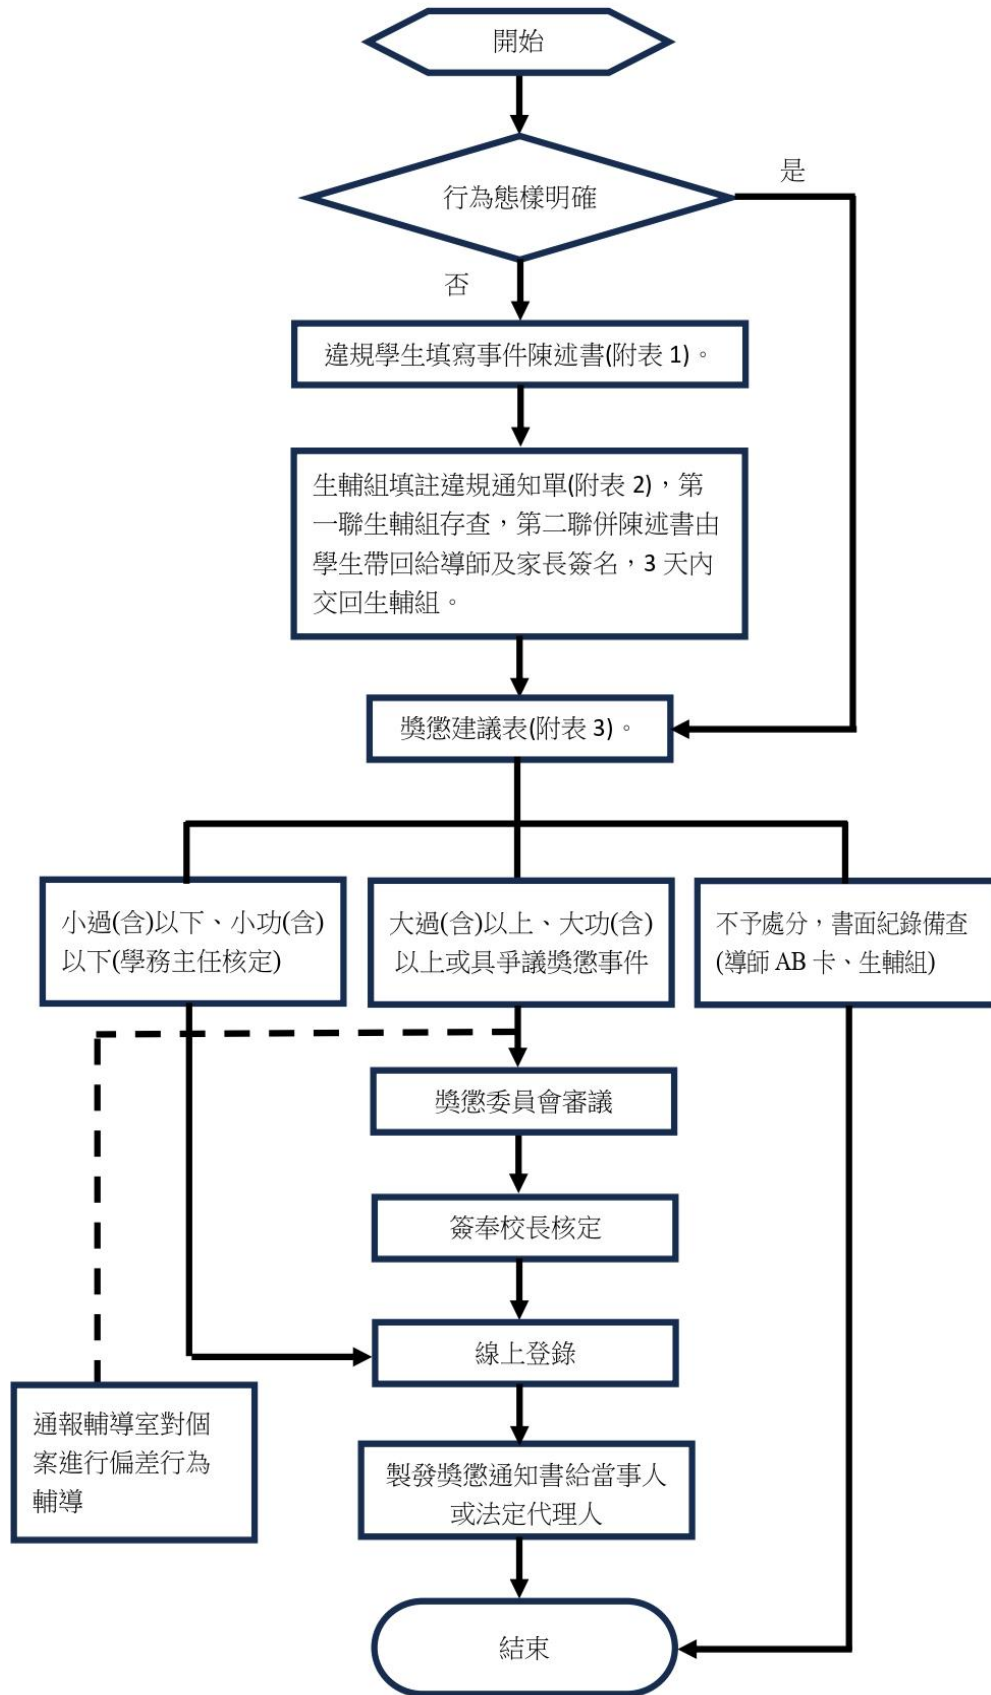 開始
行為態樣明確
是
否
違規學生填寫事件陳述書(附表 1)。
生輔組填註違規通知單(附表 2)，第
一聯生輔組存查，第二聯併陳述書由
學生帶回給導師及家長簽名，3 天內
交回生輔組。
獎懲建議表(附表 3)。
小過(含)以下、小功(含)
以下(學務主任核定)
大過(含)以上、大功(含)
以上或具爭議獎懲事件
不予處分，書面紀錄備查
(導師 AB 卡、生輔組)
獎懲委員會審議
簽奉校長核定
線上登錄
通報輔導室對個
案進行偏差行為
輔導
製發獎懲通知書給當事人
或法定代理人
結束